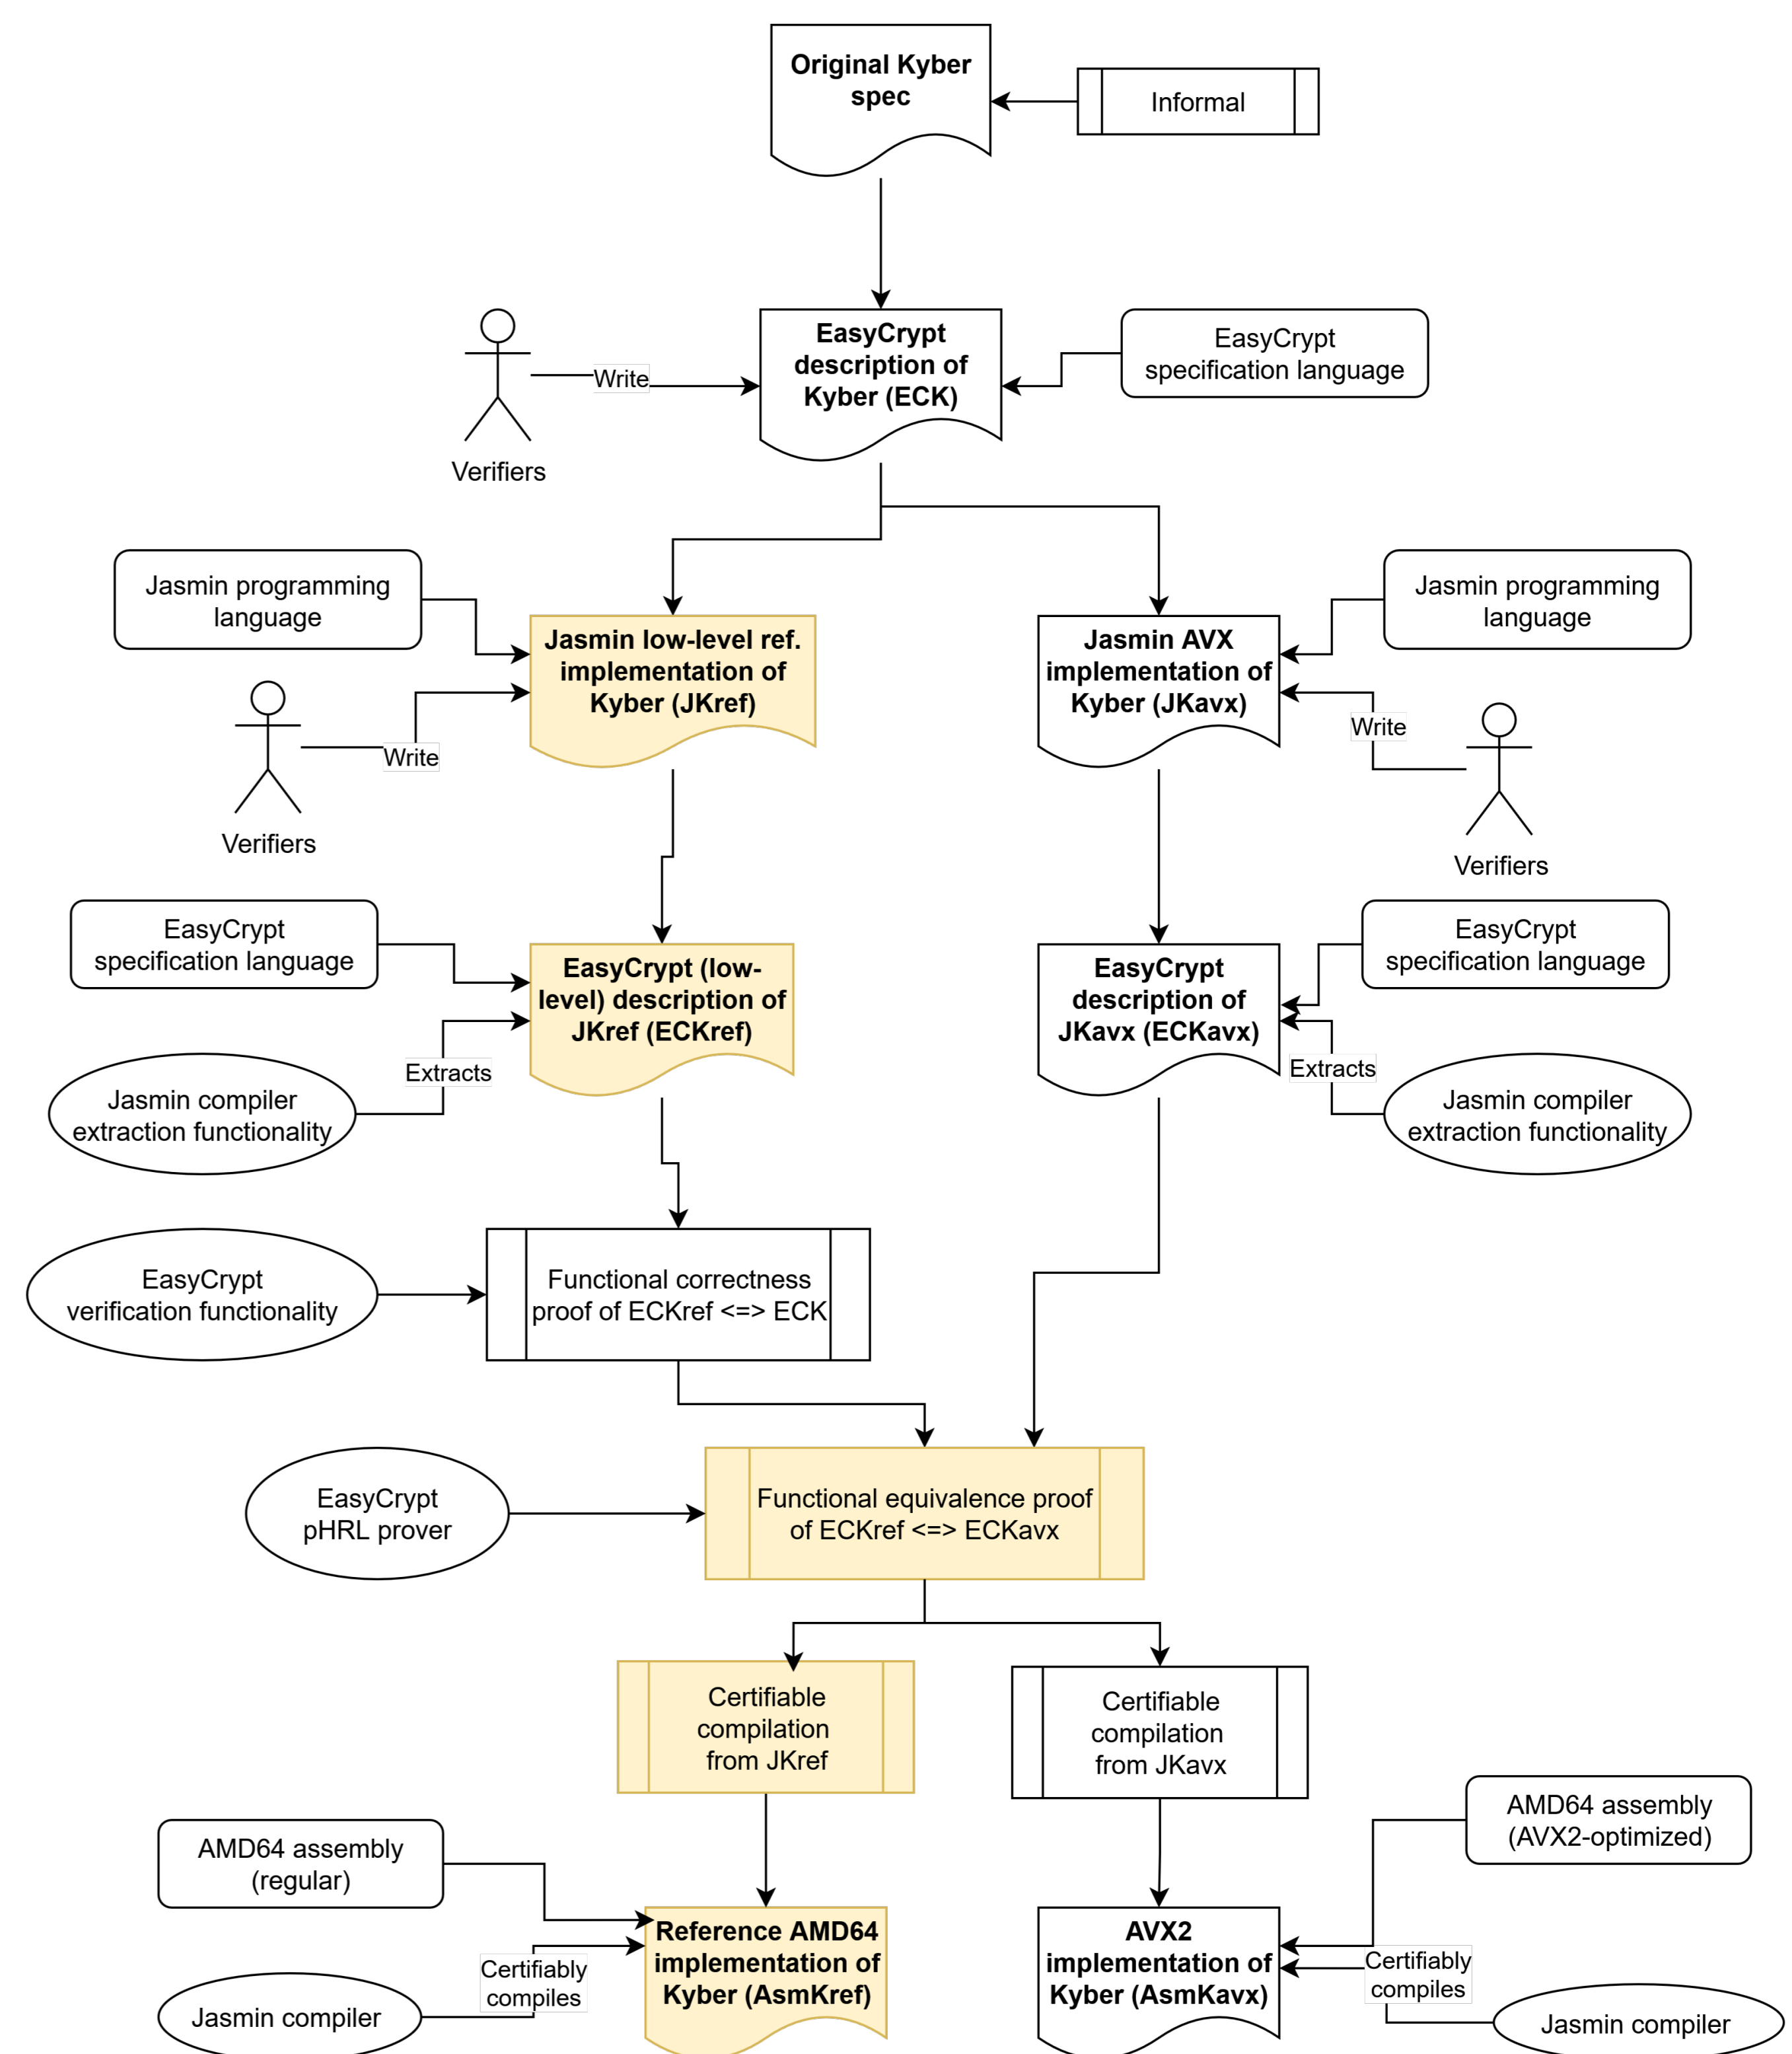 Original Kyber
spec
Informal
EasyCrypt
description of
Kyber (ECK)
EasyCrypt
specification language
Write
Verifiers
Jasmin programming
language
Jasmin low-level ref.
implementation of
Kyber (JKref)
Jasmin AVX
implementation of
Kyber (JKavx)
Jasmin programming
language
Write
Verifiers
Write
Verifiers
EasyCrypt
specification language
EasyCrypt (low-
level) description of
JKref (ECKref)
EasyCrypt
description of
JKavx (ECKavx)
EasyCrypt
specification language
Extracts
Jasmin compiler
extraction functionality
Extracts
Jasmin compiler
extraction functionality
EasyCrypt
verification functionality
Functional correctness
proof of ECKref <=> ECK
EasyCrypt
pHRL prover
Functional equivalence proof
of ECKref <=> ECKavx
Certifiable
compilation
from JKref
Certifiable
compilation
from JKavx
AMD64 assembly
(regular)
AMD64 assembly
(AVX2-optimized)
Reference AMD64
implementation of
Kyber (AsmKref)
AVX2
implementation of
Kyber (AsmKavx)
Certifiably
compiles
Jasmin compiler
Certifiably
compiles
Jasmin compiler